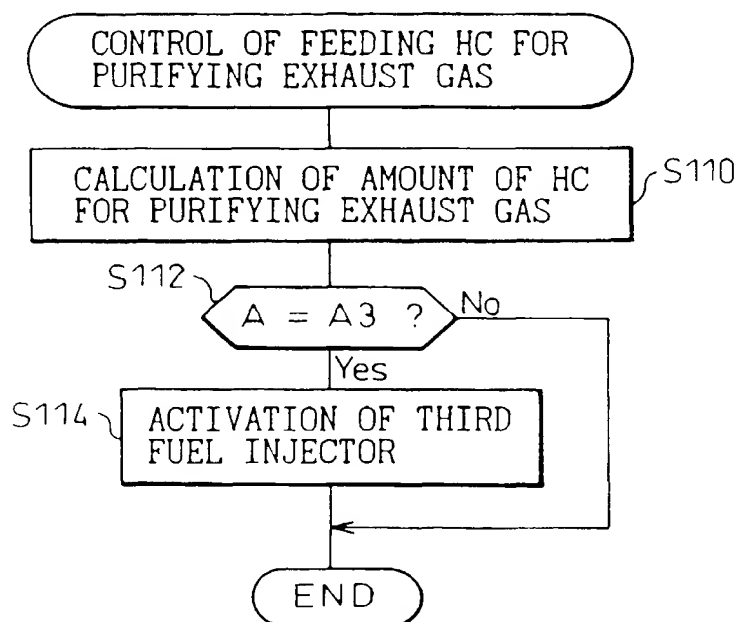 CONTROL OF FEEDING HC FOR
PURIFYING EXHAUST GAS
CALCULATION OF AMOUNT OF HC
FOR PURIFYING EXHAUST GAS
S110
S112
A = A3 ?
No
Yes
S114
ACTIVATION OF THIRD
FUEL INJECTOR
END